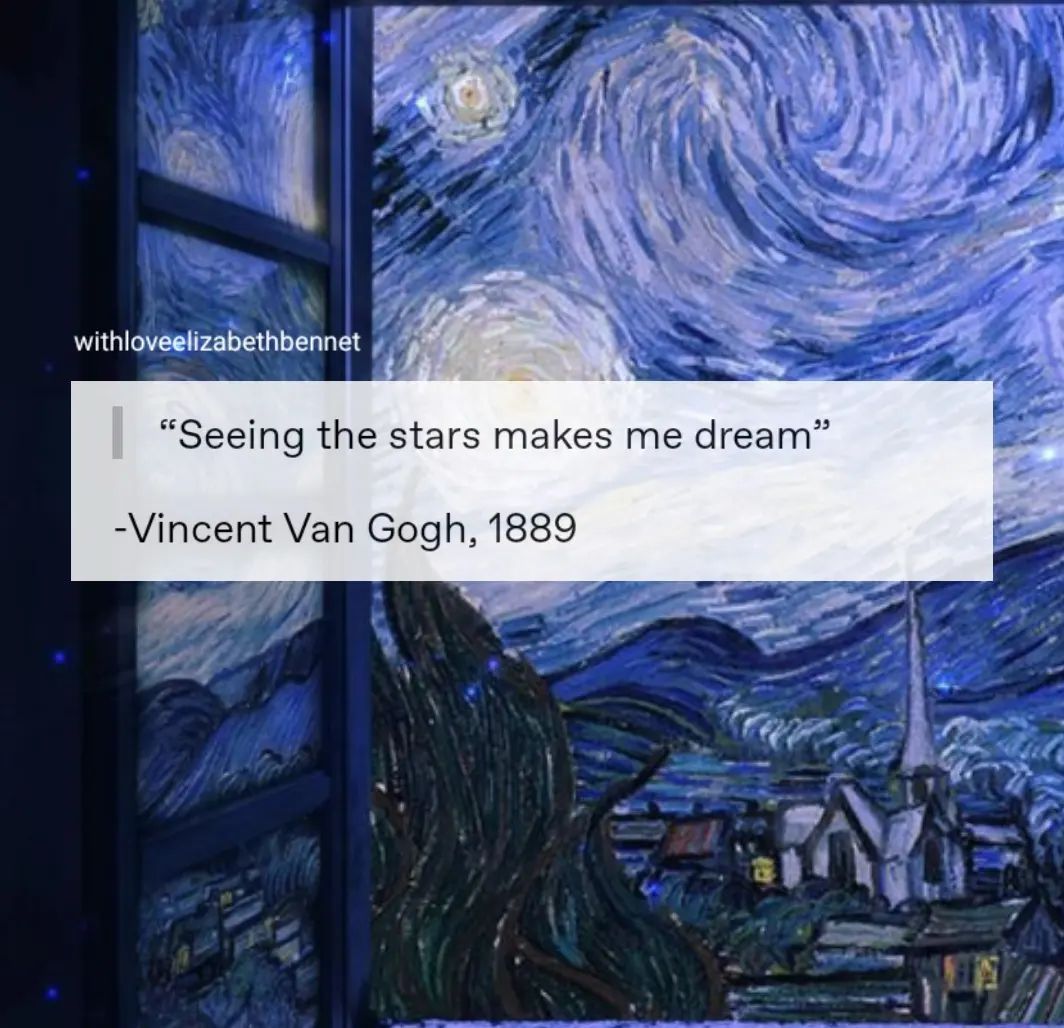 withloveelizabethbennet
“Seeing the stars makes me dream”
-Vincent Van Gogh, 1889